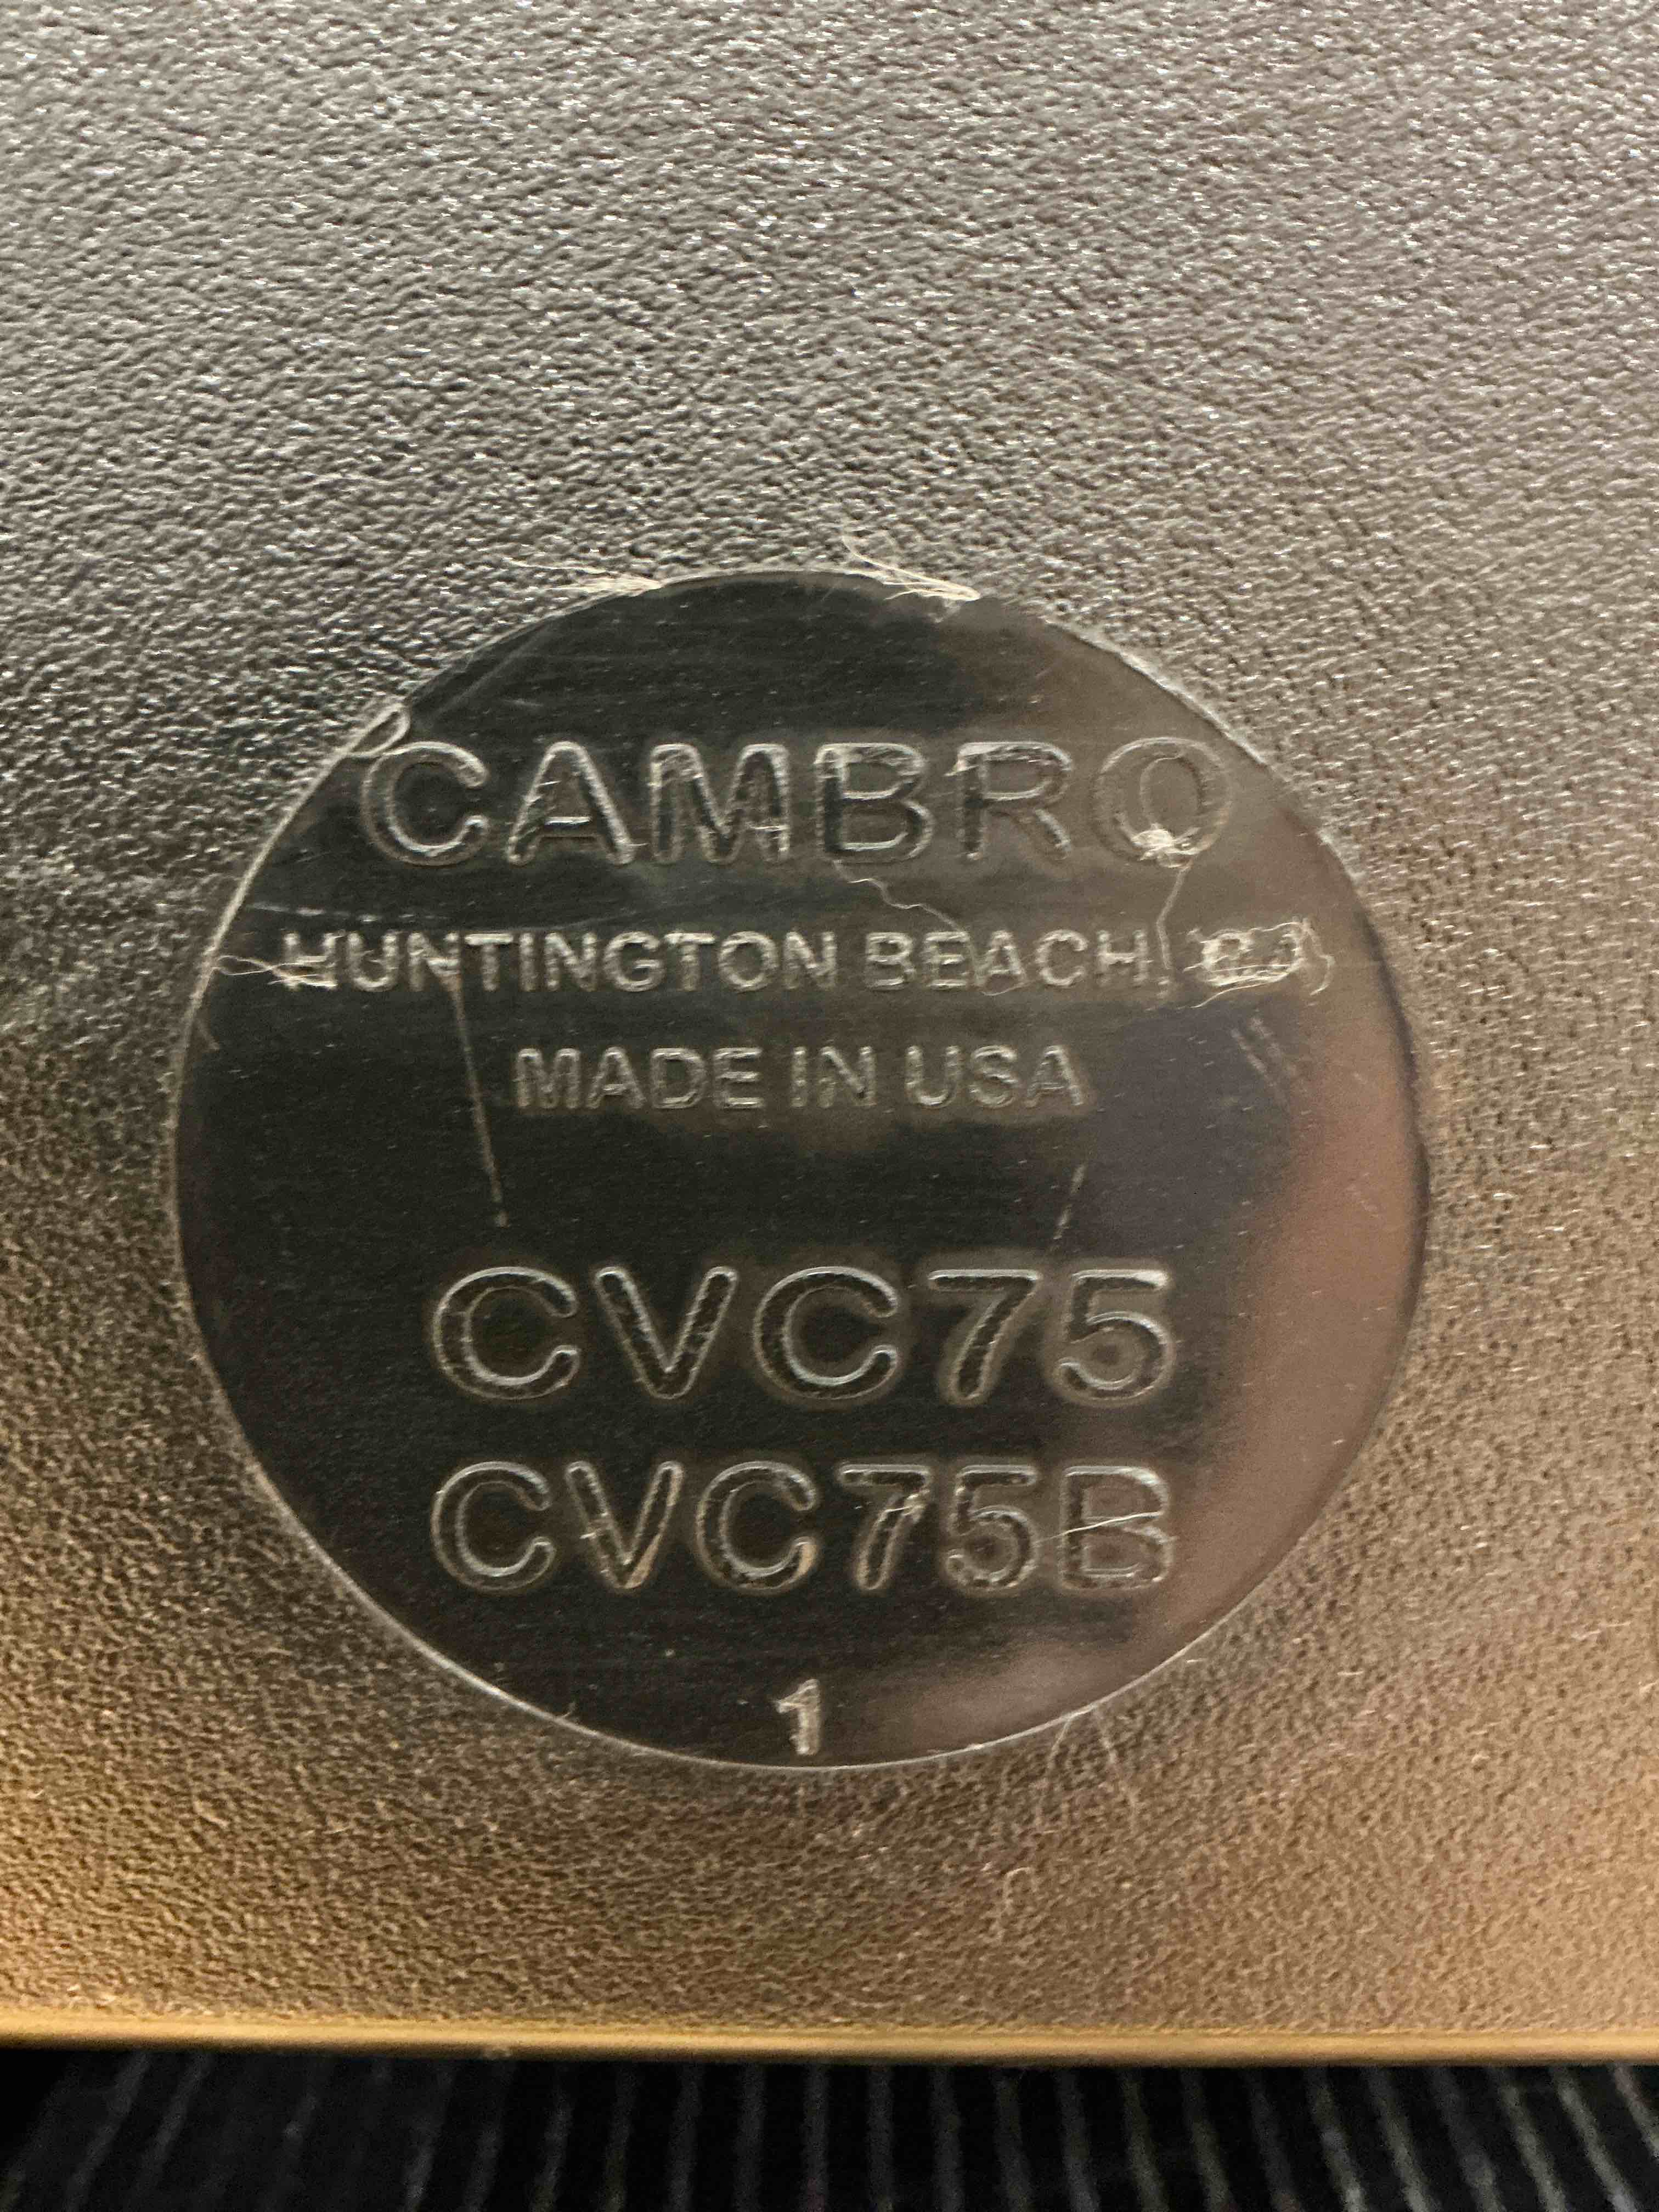 CAMBRO
HUNTINGTON BEACH,
MADE IN USA
CVC75
CVC75B
1